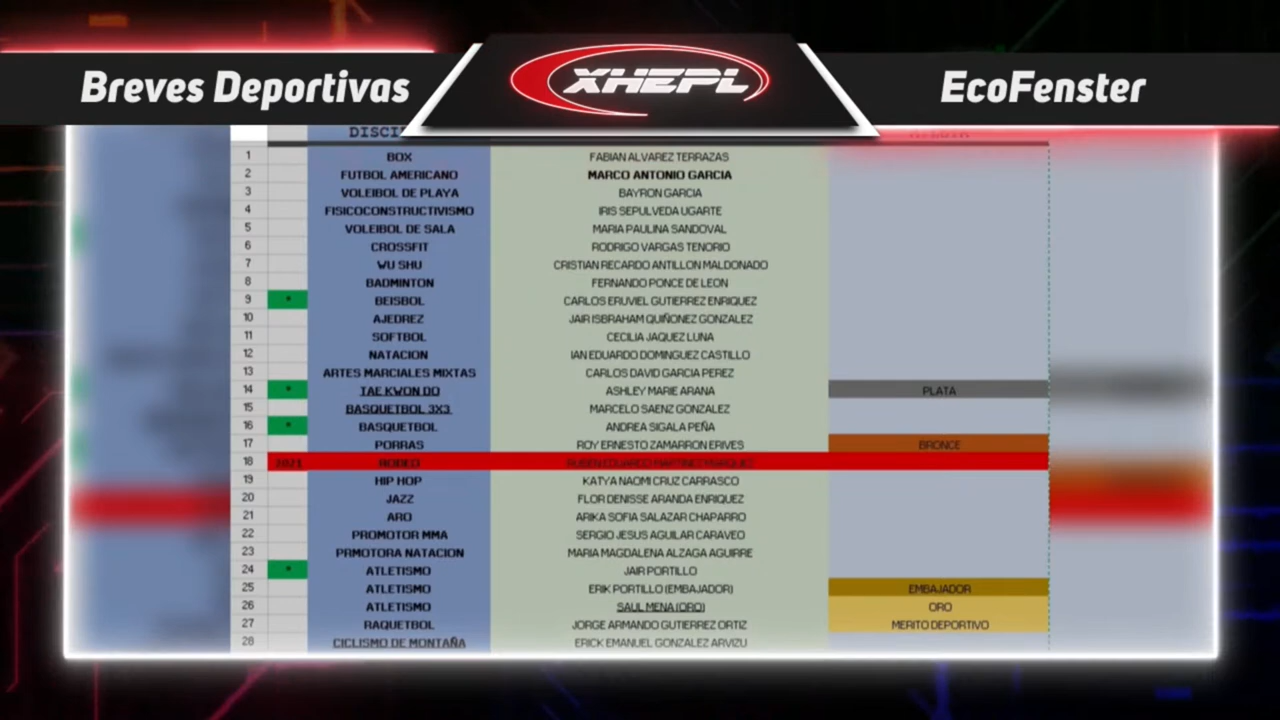 Breves Deportivas
XHEPL
EcoFenster
1 BOX FABIAN ALVAREZ TERRAZAS
2 FUTBOL AMERICANO MARCO ANTONIO GARCIA
3 VOLEIBOL DE PLAYA BAYRON GARCIA
4 FISICOCONSTRUCTIVISMO IRIS SEPULVEDA UGARTE
5 VOLEIBOL DE SALA MARIA PAULINA SANDOVAL
6 CROSSFIT RODRIGO VARGAS TENORIO
7 WU SHU CRISTIAN RECARDO ANTILLON MALDONADO
8 BADMINTON FERNANDO PONCE DE LEON
9 * BEISBOL CARLOS ERUVIEL GUTIERREZ ENRIQUEZ
10 AJEDREZ JAIR ISBRAHAM QUIÑONEZ GONZALEZ
11 SOFTBOL CECILIA JAQUEZ LUNA
12 NATACION IAN EDUARDO DOMINGUEZ CASTILLO
13 ARTES MARCIALES MIXTAS CARLOS DAVID GARCIA PEREZ
14 * TAE KWON DO ASHLEY MARIE ARANA PLATA
15 BASQUETBOL 3X3 MARCELO SAENZ GONZALEZ
16 * BASQUETBOL ANDREA SIGALA PEÑA
17 PORRAS ROY ERNESTO ZAMARRON ERIVES BRONCE
18 2021 RODEO RUBEN EDUARDO MARTINEZ MARQUEZ
19 HIP HOP KATYA NAOMI CRUZ CARRASCO
20 JAZZ FLOR DENISSE ARANDA ENRIQUEZ
21 ARO ARIKA SOFIA SALAZAR CHAPARRO
22 PROMOTOR MMA SERGIO JESUS AGUILAR CARAVEO
23 PRMOTORA NATACION MARIA MAGDALENA ALZAGA AGUIRRE
24 * ATLETISMO JAIR PORTILLO
25 ATLETISMO ERIK PORTILLO (EMBAJADOR) EMBAJADOR
26 ATLETISMO SAUL MENA (ORO) ORO
27 RAQUETBOL JORGE ARMANDO GUTIERREZ ORTIZ MERITO DEPORTIVO
28 CICLISMO DE MONTAÑA ERICK EMANUEL GONZALEZ ARVIZU